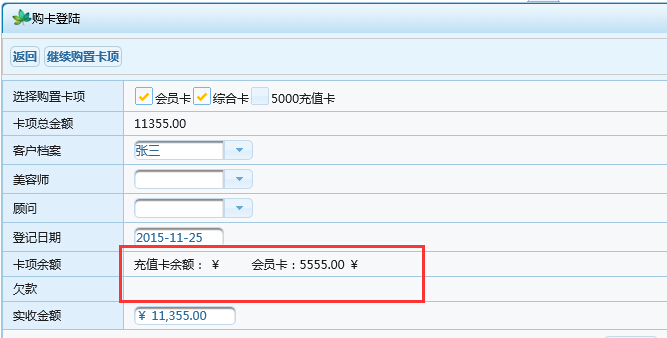 购卡登陆
返回 继续购置卡项
选择购置卡项 会员卡 综合卡 5000充值卡
卡项总金额 11355.00
客户档案 张三
美容师
顾问
登记日期 2015-11-25
卡项余额 充值卡余额： ¥ 会员卡：5555.00 ¥
欠款
实收金额 ¥ 11,355.00